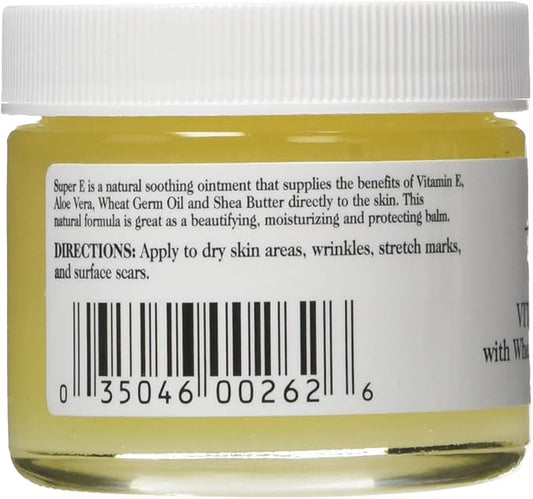 Super E is a natural soothing ointment that supplies the benefits of Vitamin E,
Aloe Vera, Wheat Germ Oil and Shea Butter directly to the skin. This
natural formula is great as a beautifying, moisturizing and protecting balm.
DIRECTIONS: Apply to dry skin areas, wrinkles, stretch marks,
and surface scars.
0 35046 00262 6
with